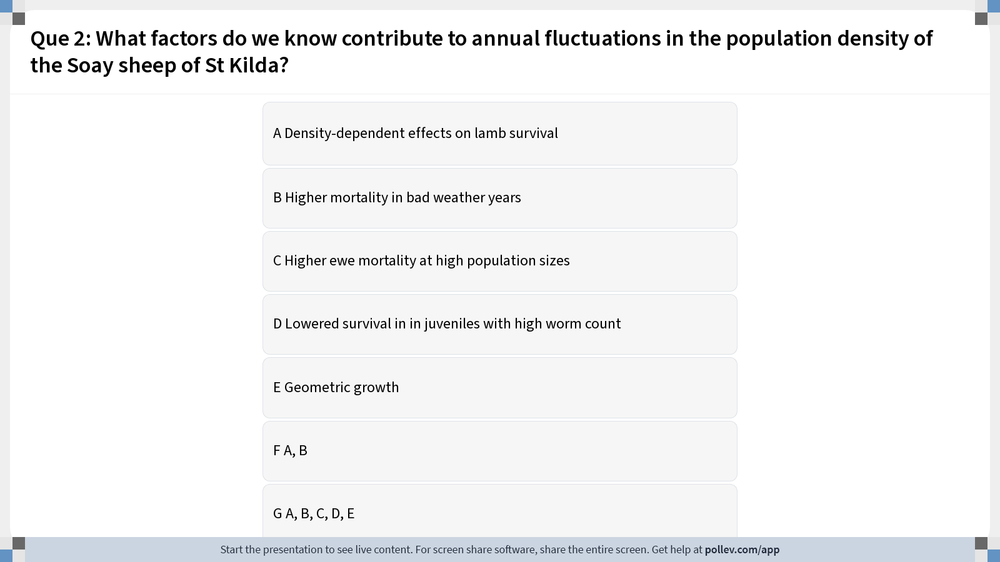 Que 2: What factors do we know contribute to annual fluctuations in the population density of
the Soay sheep of St Kilda?
A Density-dependent effects on lamb survival
B Higher mortality in bad weather years
C Higher ewe mortality at high population sizes
D Lowered survival in in juveniles with high worm count
E Geometric growth
F A, B
G A, B, C, D, E
Start the presentation to see live content. For screen share software, share the entire screen. Get help at pollev.com/app